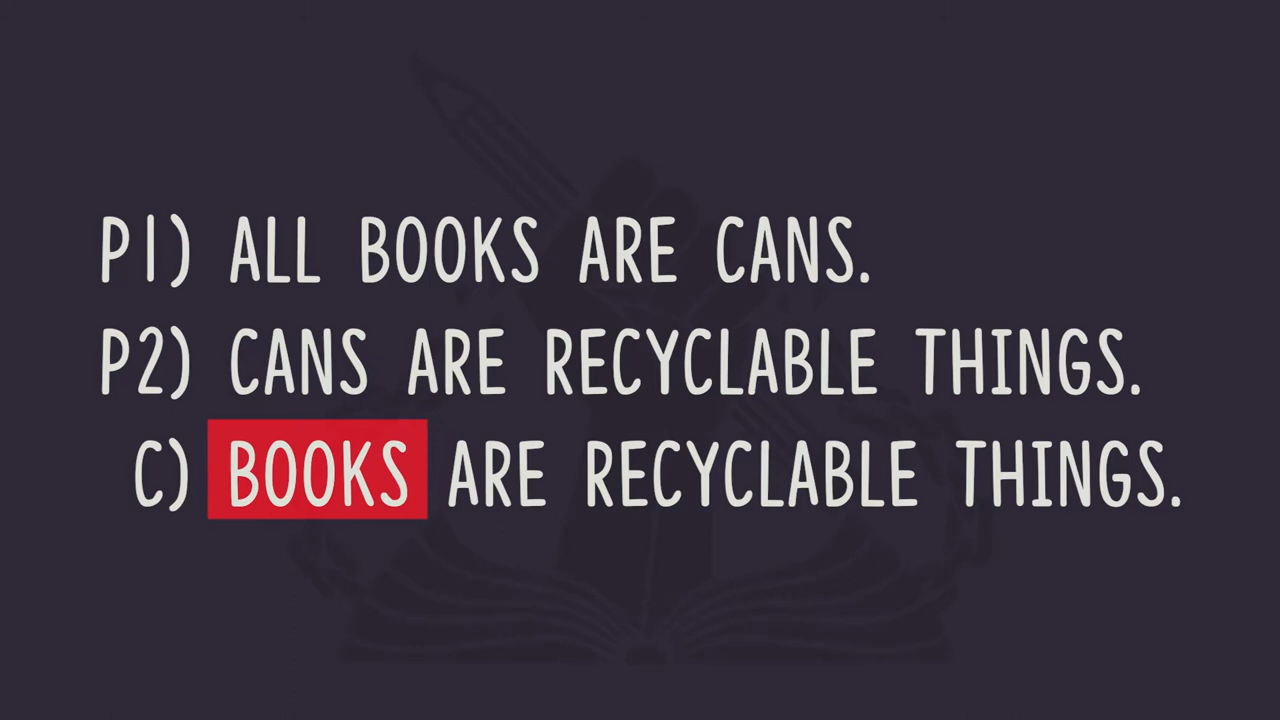 P1) ALL BOOKS ARE CANS.
P2) CANS ARE RECYCLABLE THINGS.
C) BOOKS ARE RECYCLABLE THINGS.